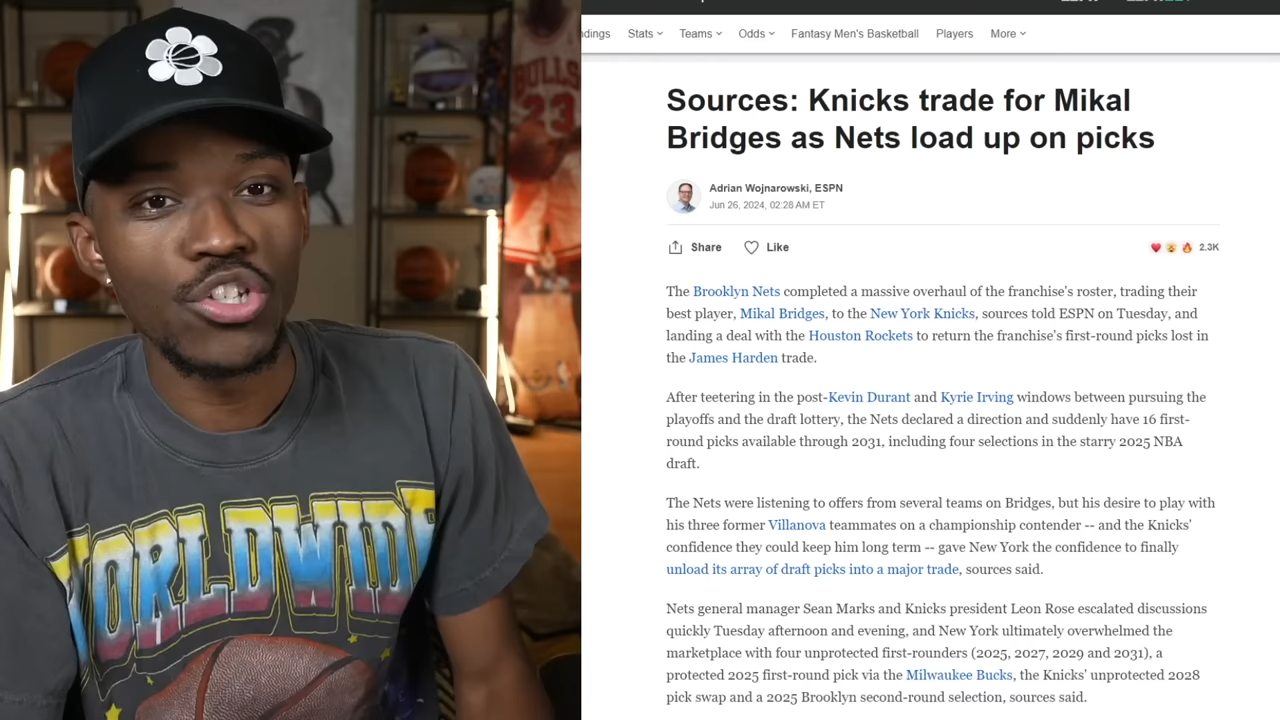 BULLS
23
WORLDWIDE
ndings Stats Teams Odds Fantasy Men's Basketball Players More
Sources: Knicks trade for Mikal
Bridges as Nets load up on picks
Adrian Wojnarowski, ESPN
Jun 26, 2024, 02:28 AM ET
Share Like 2.3K
The Brooklyn Nets completed a massive overhaul of the franchise's roster, trading their
best player, Mikal Bridges, to the New York Knicks, sources told ESPN on Tuesday, and
landing a deal with the Houston Rockets to return the franchise's first-round picks lost in
the James Harden trade.
After teetering in the post-Kevin Durant and Kyrie Irving windows between pursuing the
playoffs and the draft lottery, the Nets declared a direction and suddenly have 16 first-
round picks available through 2031, including four selections in the starry 2025 NBA
draft.
The Nets were listening to offers from several teams on Bridges, but his desire to play with
his three former Villanova teammates on a championship contender -- and the Knicks'
confidence they could keep him long term -- gave New York the confidence to finally
unload its array of draft picks into a major trade, sources said.
Nets general manager Sean Marks and Knicks president Leon Rose escalated discussions
quickly Tuesday afternoon and evening, and New York ultimately overwhelmed the
marketplace with four unprotected first-rounders (2025, 2027, 2029 and 2031), a
protected 2025 first-round pick via the Milwaukee Bucks, the Knicks' unprotected 2028
pick swap and a 2025 Brooklyn second-round selection, sources said.